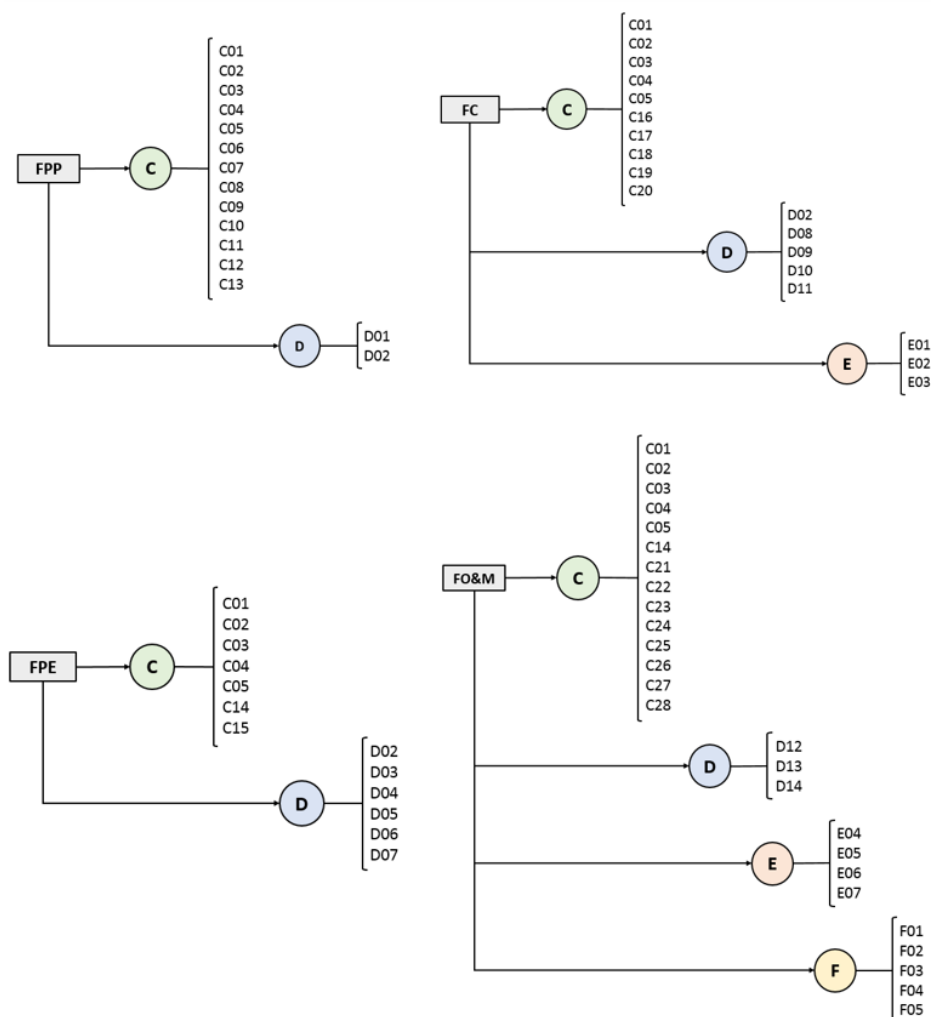 FPP
C
C01
C02
C03
C04
C05
C06
C07
C08
C09
C10
C11
C12
C13
D
D01
D02
FC
C
C01
C02
C03
C04
C05
C16
C17
C18
C19
C20
D
D02
D08
D09
D10
D11
E
E01
E02
E03
FPE
C
C01
C02
C03
C04
C05
C14
C15
D
D02
D03
D04
D05
D06
D07
FO&M
C
C01
C02
C03
C04
C05
C14
C21
C22
C23
C24
C25
C26
C27
C28
D
D12
D13
D14
E
E04
E05
E06
E07
F
F01
F02
F03
F04
F05